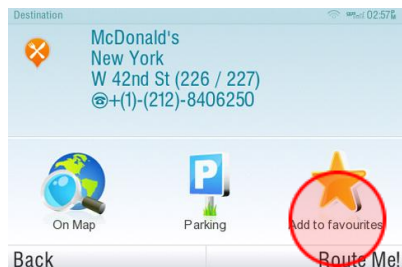 Destination
02:57
McDonald's
New York
W 42nd St (226 / 227)
☎+(1)-(212)-8406250
P
On Map
Parking
Add to favourites
Back
Route Me!